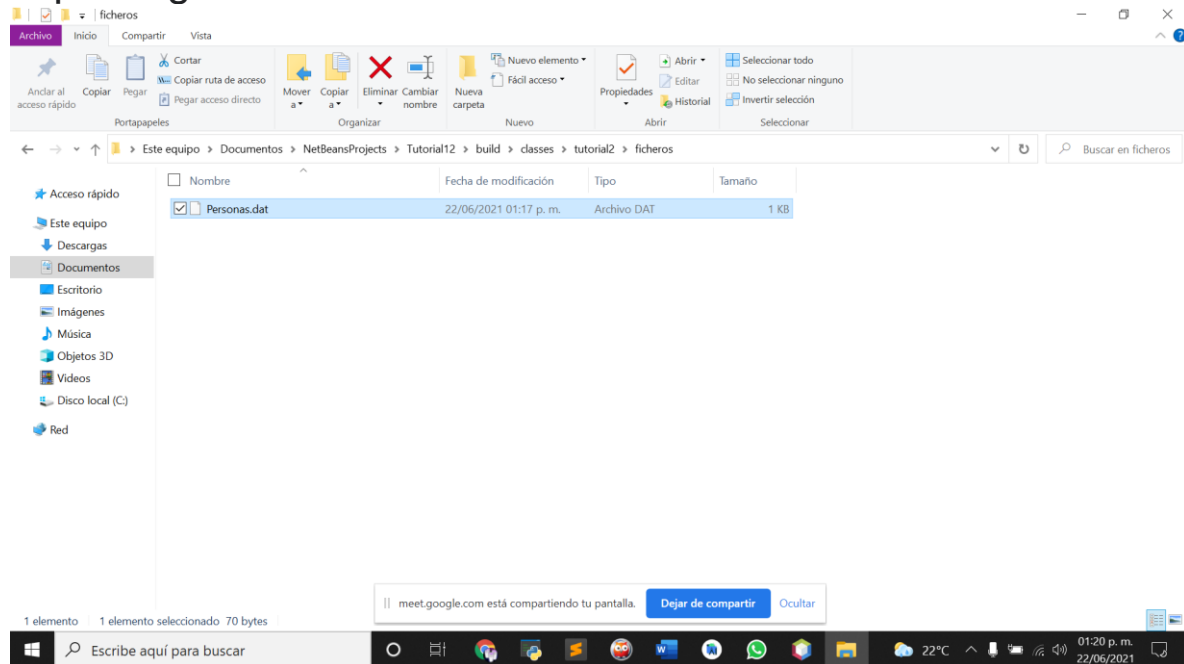 ficheros
Archivo Inicio Compartir Vista
Anclar al acceso rápido
Copiar
Pegar
Cortar
Copiar ruta de acceso
Pegar acceso directo
Portapapeles
Mover a
Copiar a
Eliminar
Cambiar nombre
Organizar
Nueva carpeta
Nuevo elemento
Fácil acceso
Nuevo
Propiedades
Abrir
Editar
Historial
Abrir
Seleccionar todo
No seleccionar ninguno
Invertir selección
Seleccionar
Este equipo > Documentos > NetBeansProjects > Tutorial12 > build > classes > tutorial2 > ficheros
Buscar en ficheros
Nombre Fecha de modificación Tipo Tamaño
Personas.dat 22/06/2021 01:17 p. m. Archivo DAT 1 KB
Acceso rápido
Este equipo
Descargas
Documentos
Escritorio
Imágenes
Música
Objetos 3D
Videos
Disco local (C:)
Red
meet.google.com está compartiendo tu pantalla. Dejar de compartir Ocultar
1 elemento 1 elemento seleccionado 70 bytes
Escribe aquí para buscar
22°C
01:20 p. m.
22/06/2021